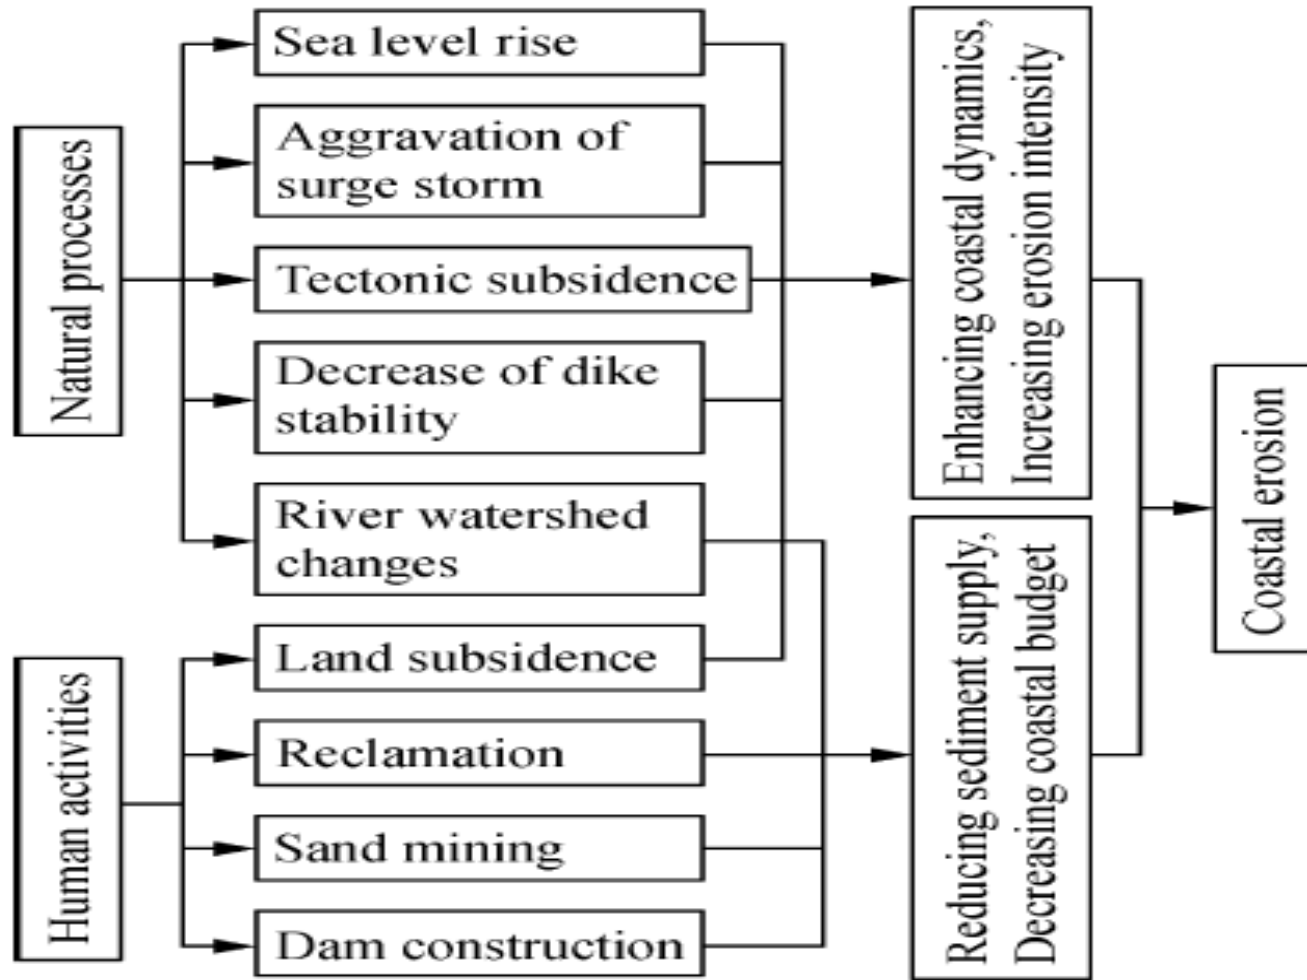 Natural processes
Human activities
Sea level rise
Aggravation of
surge storm
Tectonic subsidence
Decrease of dike
stability
River watershed
changes
Land subsidence
Reclamation
Sand mining
Dam construction
Enhancing coastal dynamics,
Increasing erosion intensity
Reducing sediment supply,
Decreasing coastal budget
Coastal erosion